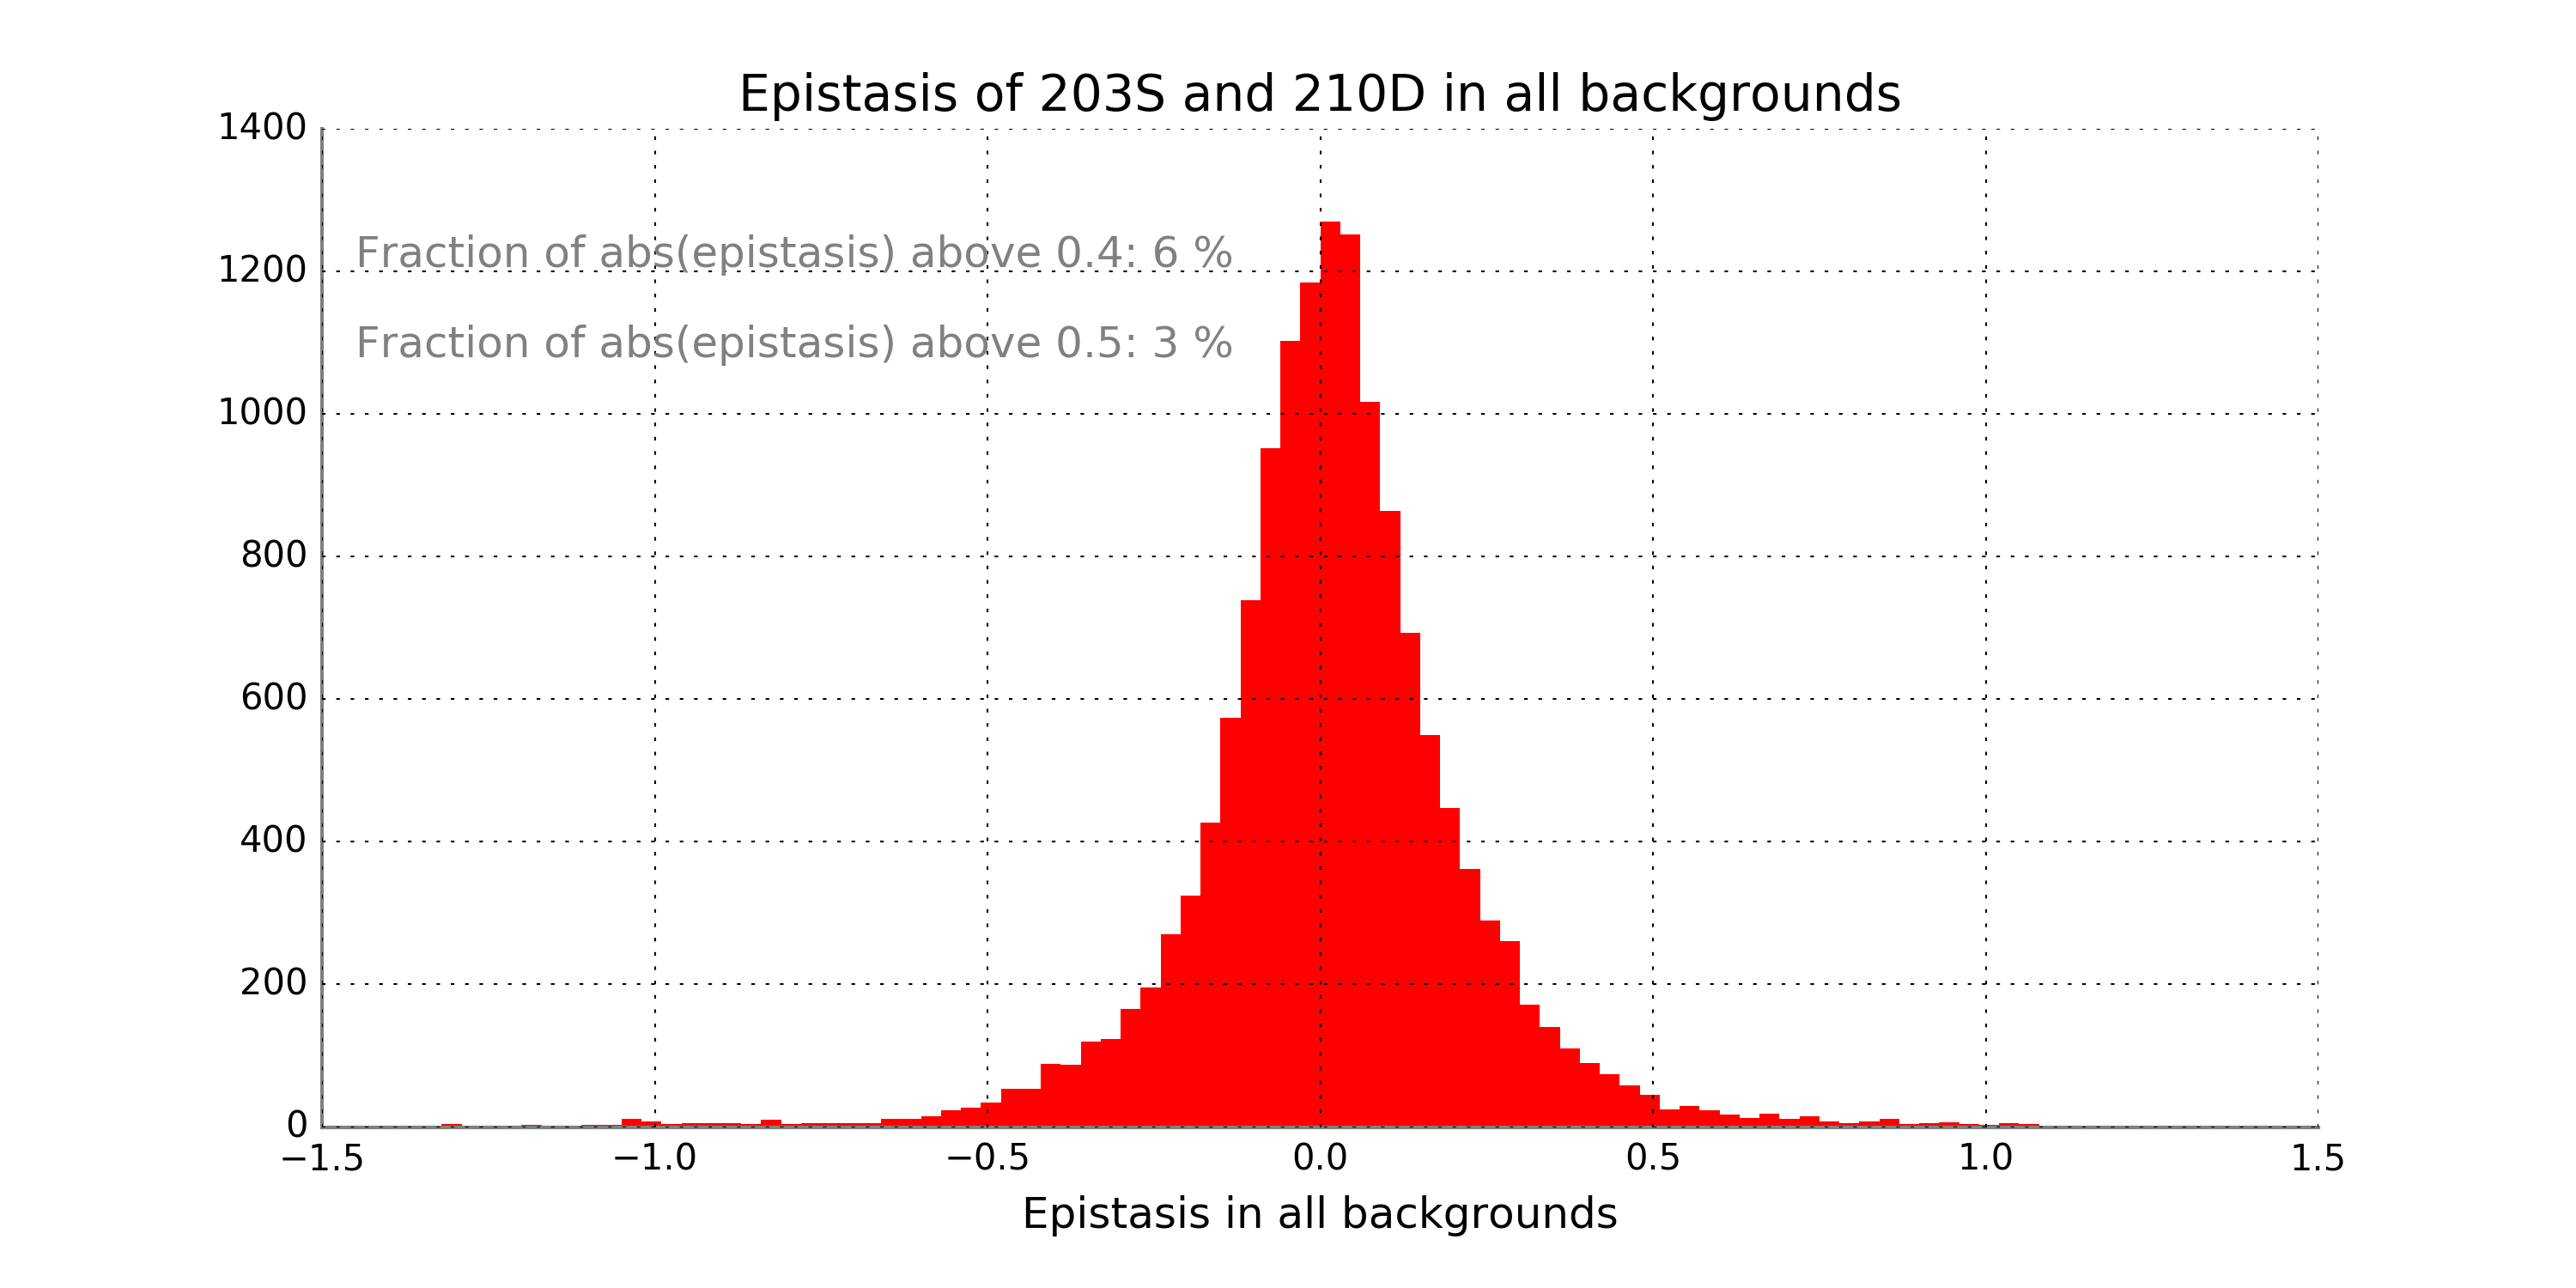 Epistasis of 203S and 210D in all backgrounds
1400
Fraction of abs(epistasis) above 0.4: 6 %
1200
Fraction of abs(epistasis) above 0.5: 3 %
1000
800
600
400
200
0
−1.5 −1.0 −0.5 0.0 0.5 1.0 1.5
Epistasis in all backgrounds